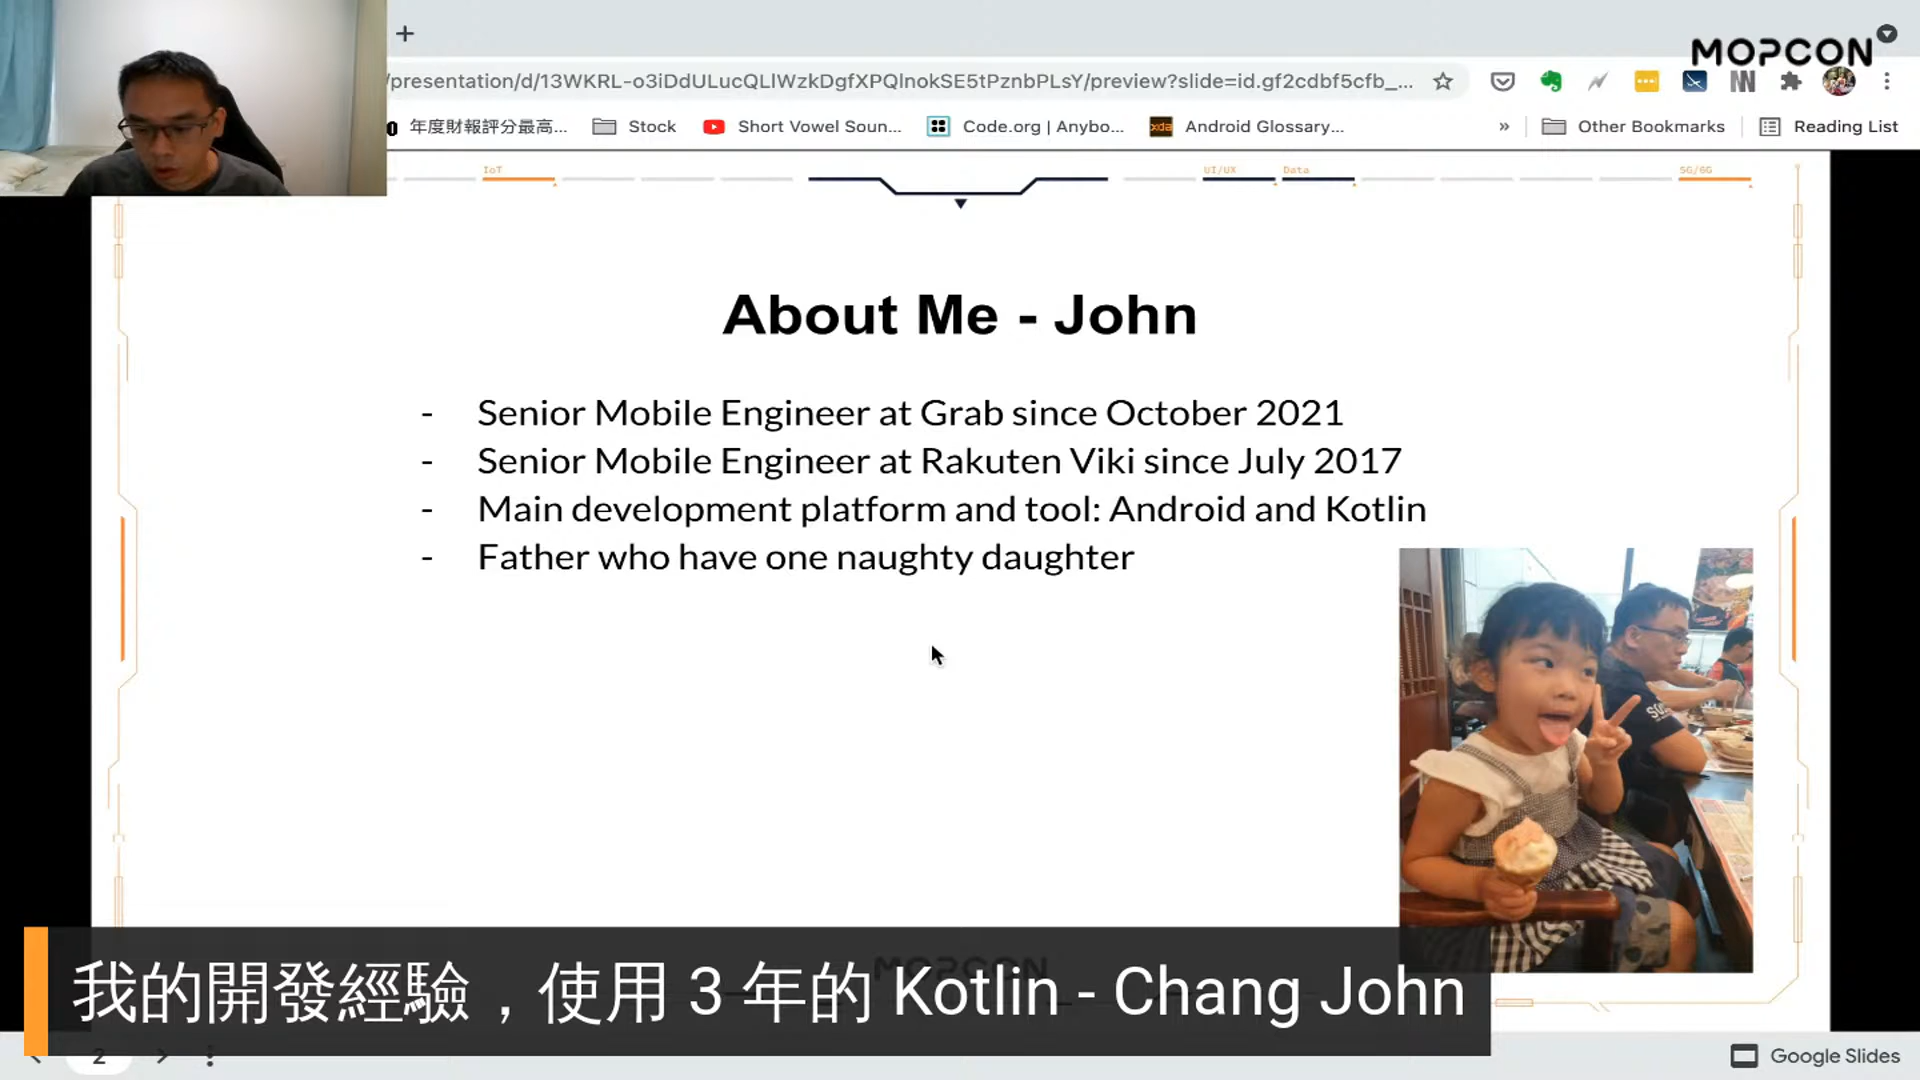 MOPCON
/presentation/d/13WKRL-o3iDdULucQLlWzkDgfXPQlnokSE5tPznbPLsY/preview?slide=id.gf2cdbf5cfb_...
年度財報評分最高... Stock Short Vowel Soun... Code.org | Anybo... Android Glossary... » Other Bookmarks Reading List
IoT UI/UX Data 5G/6G
About Me - John
- Senior Mobile Engineer at Grab since October 2021
- Senior Mobile Engineer at Rakuten Viki since July 2017
- Main development platform and tool: Android and Kotlin
- Father who have one naughty daughter
MOPCON
我的開發經驗，使用 3 年的 Kotlin - Chang John
2
Google Slides